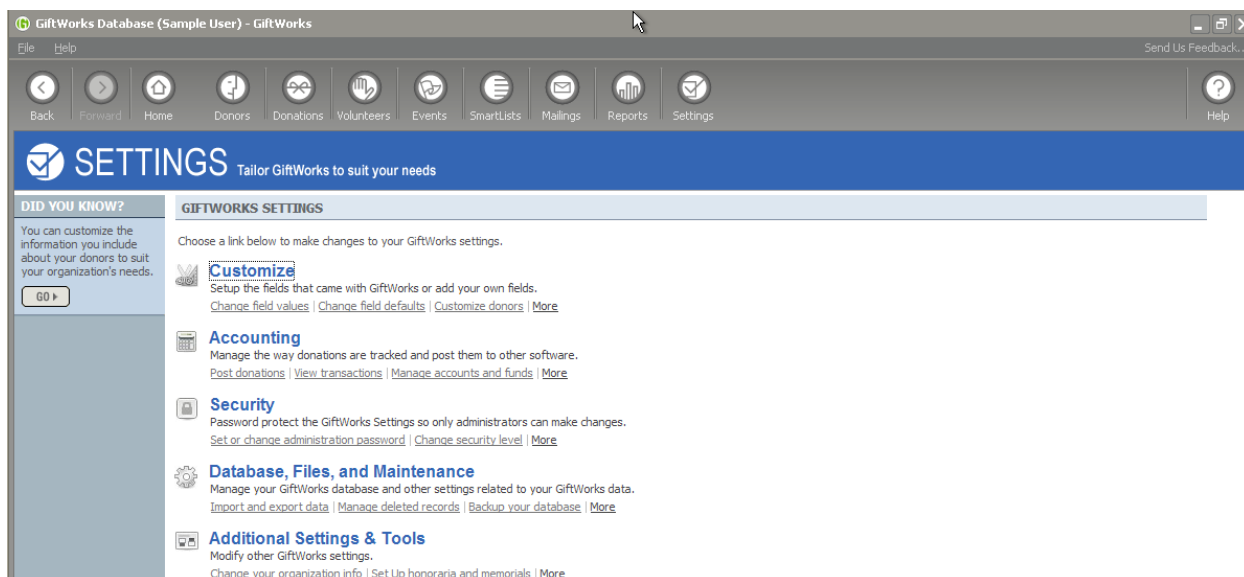 GiftWorks Database (Sample User) - GiftWorks
File Help
Send Us Feedback..
Back Forward Home Donors Donations Volunteers Events SmartLists Mailings Reports Settings Help
SETTINGS Tailor GiftWorks to suit your needs
DID YOU KNOW?
You can customize the
information you include
about your donors to suit
your organization's needs.
GO
GIFTWORKS SETTINGS
Choose a link below to make changes to your GiftWorks settings.
Customize
Setup the fields that came with GiftWorks or add your own fields.
Change field values | Change field defaults | Customize donors | More
Accounting
Manage the way donations are tracked and post them to other software.
Post donations | View transactions | Manage accounts and funds | More
Security
Password protect the GiftWorks Settings so only administrators can make changes.
Set or change administration password | Change security level | More
Database, Files, and Maintenance
Manage your GiftWorks database and other settings related to your GiftWorks data.
Import and export data | Manage deleted records | Backup your database | More
Additional Settings & Tools
Modify other GiftWorks settings.
Change your organization info | Set Up honoraria and memorials | More